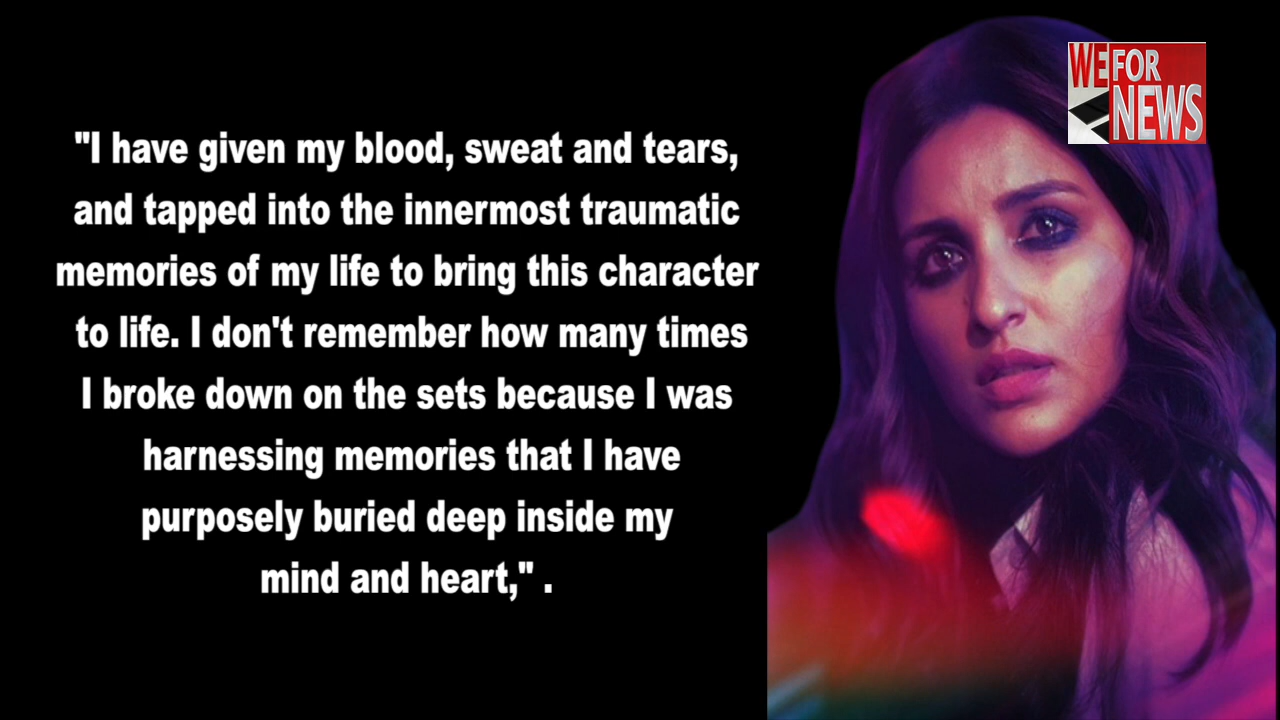 WE FOR
NEWS
"I have given my blood, sweat and tears,
and tapped into the innermost traumatic
memories of my life to bring this character
to life. I don't remember how many times
I broke down on the sets because I was
harnessing memories that I have
purposely buried deep inside my
mind and heart," .